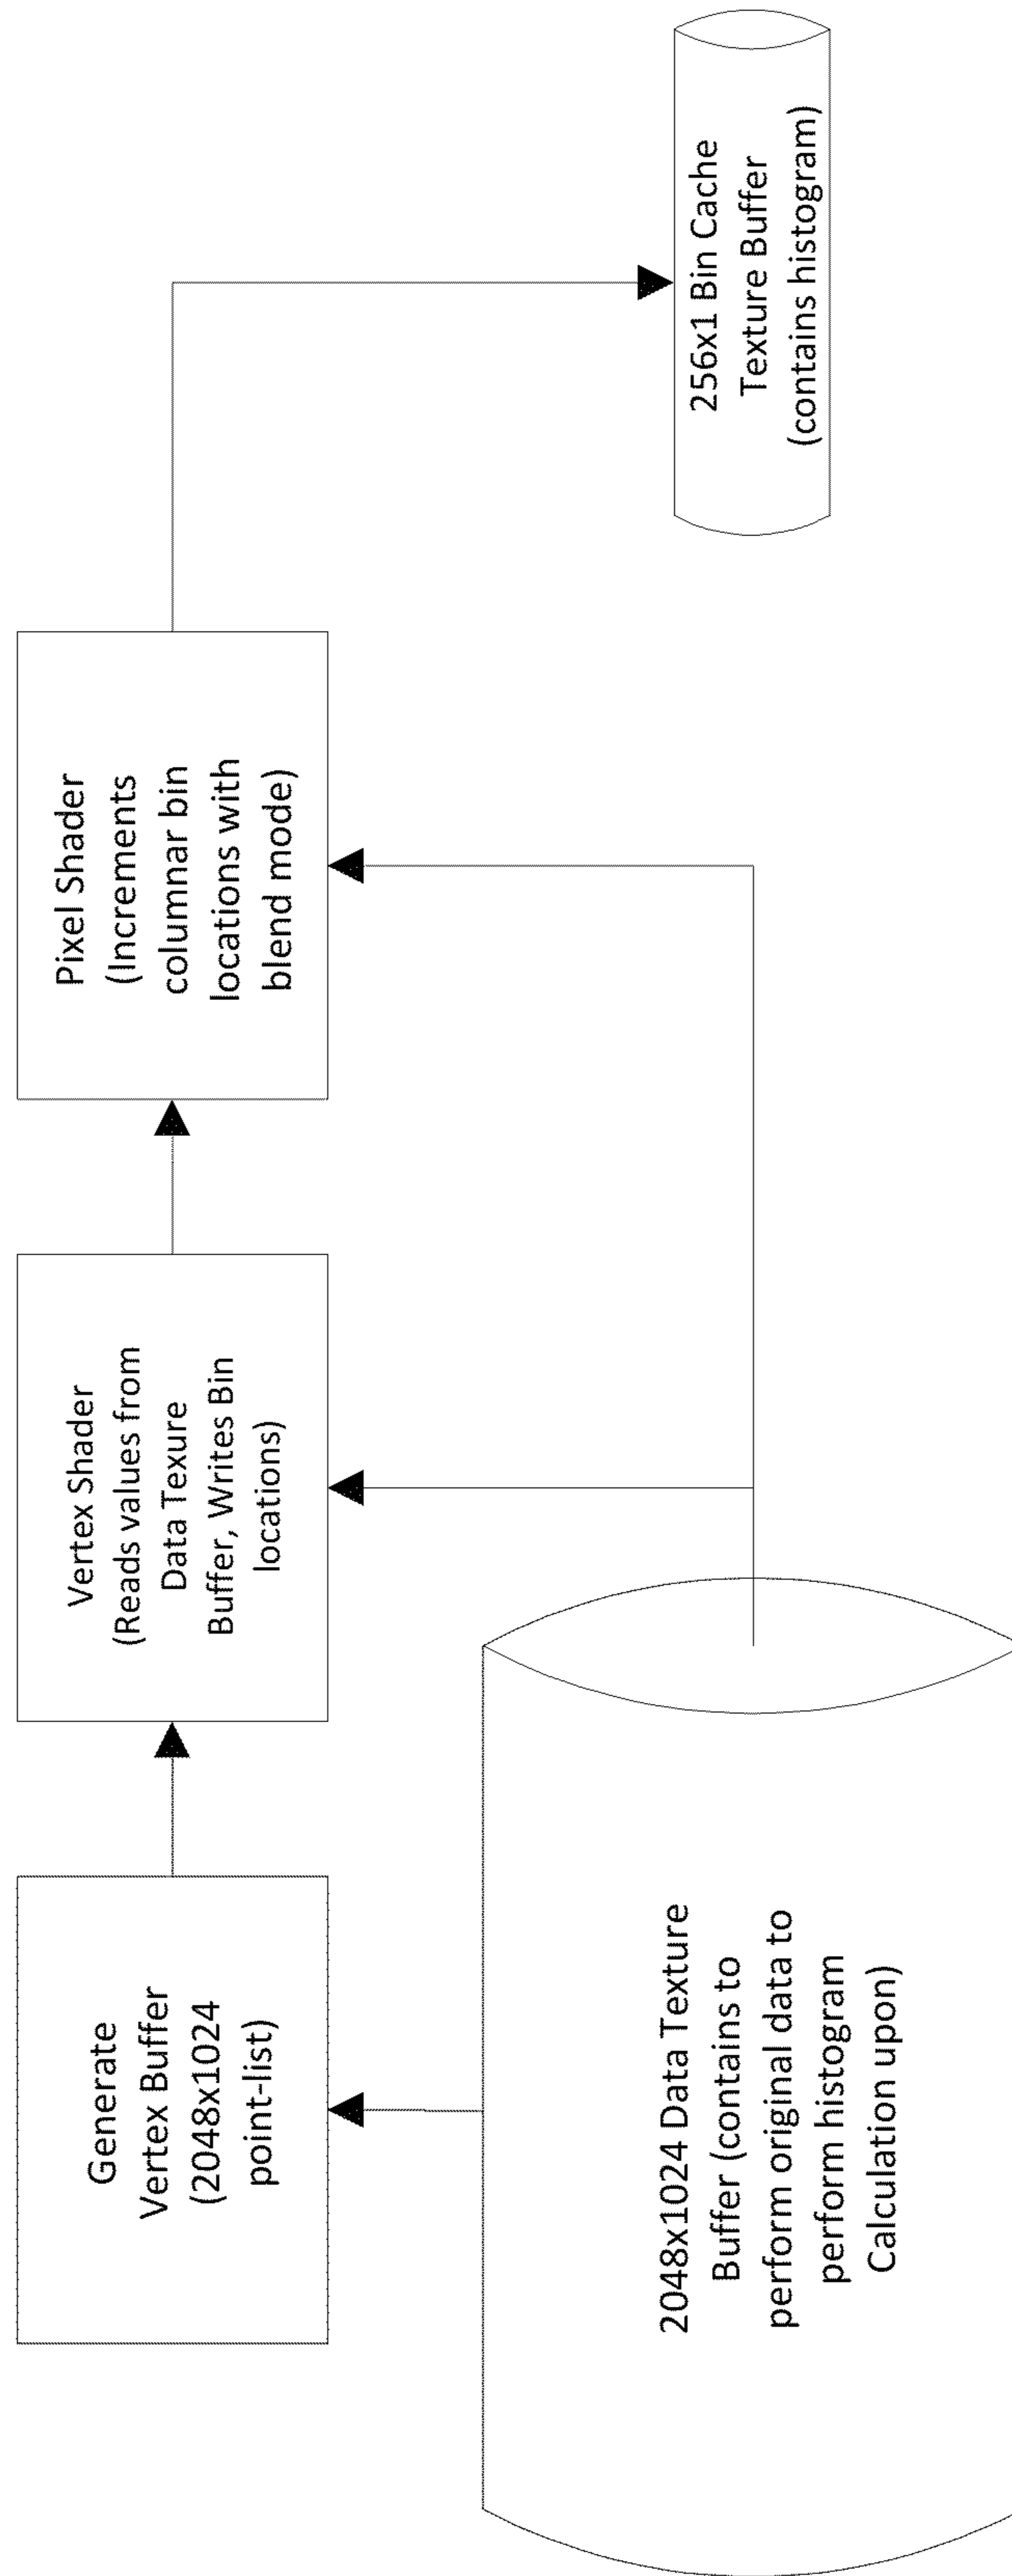 Generate
Vertex Buffer
(2048x1024
point-list)
Vertex Shader
(Reads values from
Data Texure
Buffer, Writes Bin
locations)
Pixel Shader
(Increments
columnar bin
locations with
blend mode)
2048x1024 Data Texture
Buffer (contains to
perform original data to
perform histogram
Calculation upon)
256x1 Bin Cache
Texture Buffer
(contains histogram)